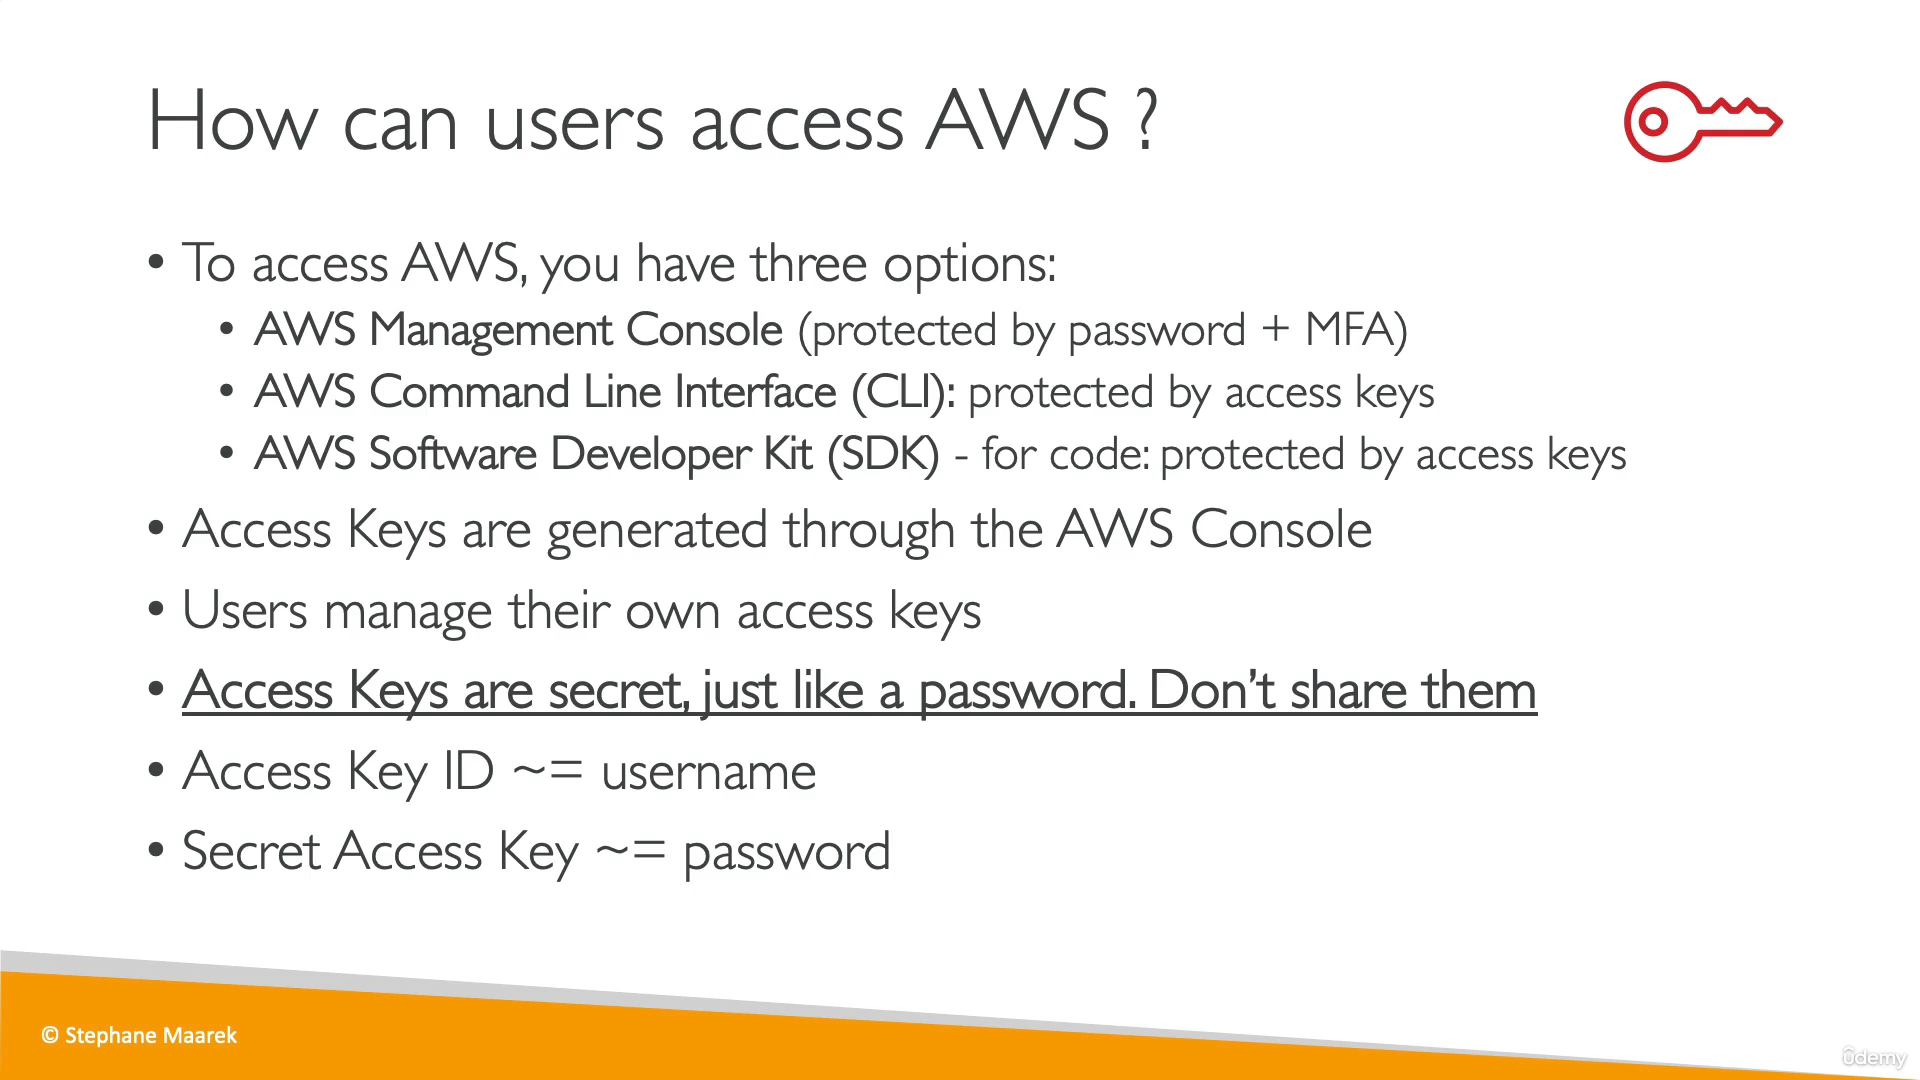 How can users access AWS ?
• To access AWS, you have three options:
• AWS Management Console (protected by password + MFA)
• AWS Command Line Interface (CLI): protected by access keys
• AWS Software Developer Kit (SDK) - for code: protected by access keys
• Access Keys are generated through the AWS Console
• Users manage their own access keys
• Access Keys are secret, just like a password. Don’t share them
• Access Key ID ~= username
• Secret Access Key ~= password
© Stephane Maarek
ûdemy